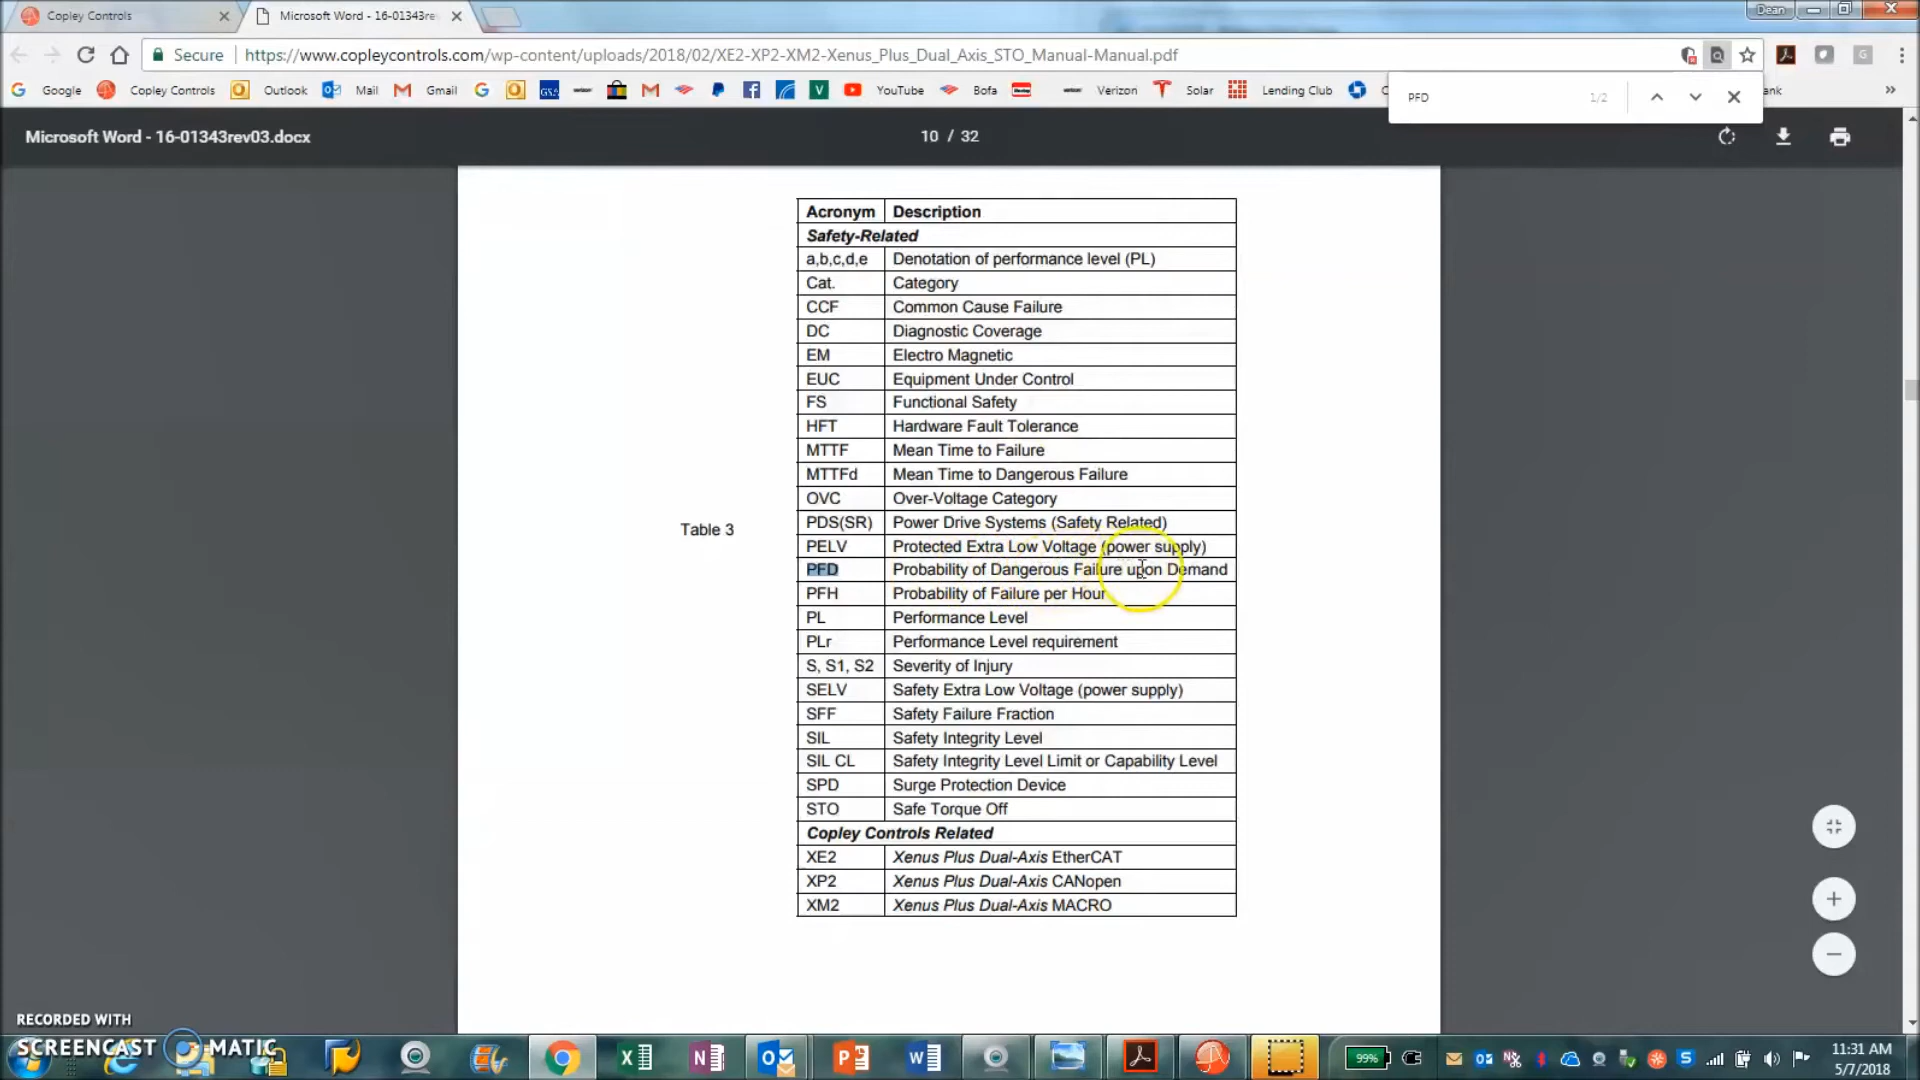 Copley Controls
Microsoft Word - 16-01343re
Dean
Secure https://www.copleycontrols.com/wp-content/uploads/2018/02/XE2-XP2-XM2-Xenus_Plus_Dual_Axis_STO_Manual-Manual.pdf
Google Copley Controls Outlook Mail Gmail YouTube Bofa Verizon Solar Lending Club
PFD 1/2
Microsoft Word - 16-01343rev03.docx
10 / 32
Acronym Description
Safety-Related
a,b,c,d,e Denotation of performance level (PL)
Cat. Category
CCF Common Cause Failure
DC Diagnostic Coverage
EM Electro Magnetic
EUC Equipment Under Control
FS Functional Safety
HFT Hardware Fault Tolerance
MTTF Mean Time to Failure
MTTFd Mean Time to Dangerous Failure
OVC Over-Voltage Category
PDS(SR) Power Drive Systems (Safety Related)
Table 3
PELV Protected Extra Low Voltage (power supply)
PFD Probability of Dangerous Failure upon Demand
PFH Probability of Failure per Hour
PL Performance Level
PLr Performance Level requirement
S, S1, S2 Severity of Injury
SELV Safety Extra Low Voltage (power supply)
SFF Safety Failure Fraction
SIL Safety Integrity Level
SIL CL Safety Integrity Level Limit or Capability Level
SPD Surge Protection Device
STO Safe Torque Off
Copley Controls Related
XE2 Xenus Plus Dual-Axis EtherCAT
XP2 Xenus Plus Dual-Axis CANopen
XM2 Xenus Plus Dual-Axis MACRO
RECORDED WITH
SCREENCAST MATIC
99%
11:31 AM
5/7/2018